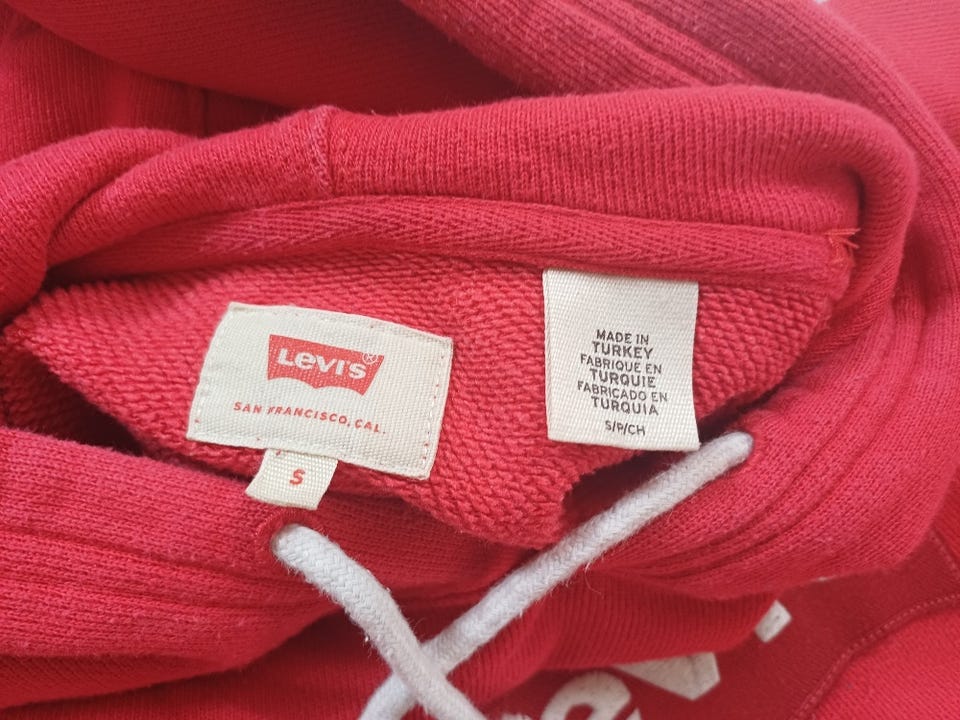 Levi's®
SAN FRANCISCO, CAL.
S
MADE IN
TURKEY
FABRIQUE EN
TURQUIE
FABRICADO EN
TURQUIA
S/P/CH